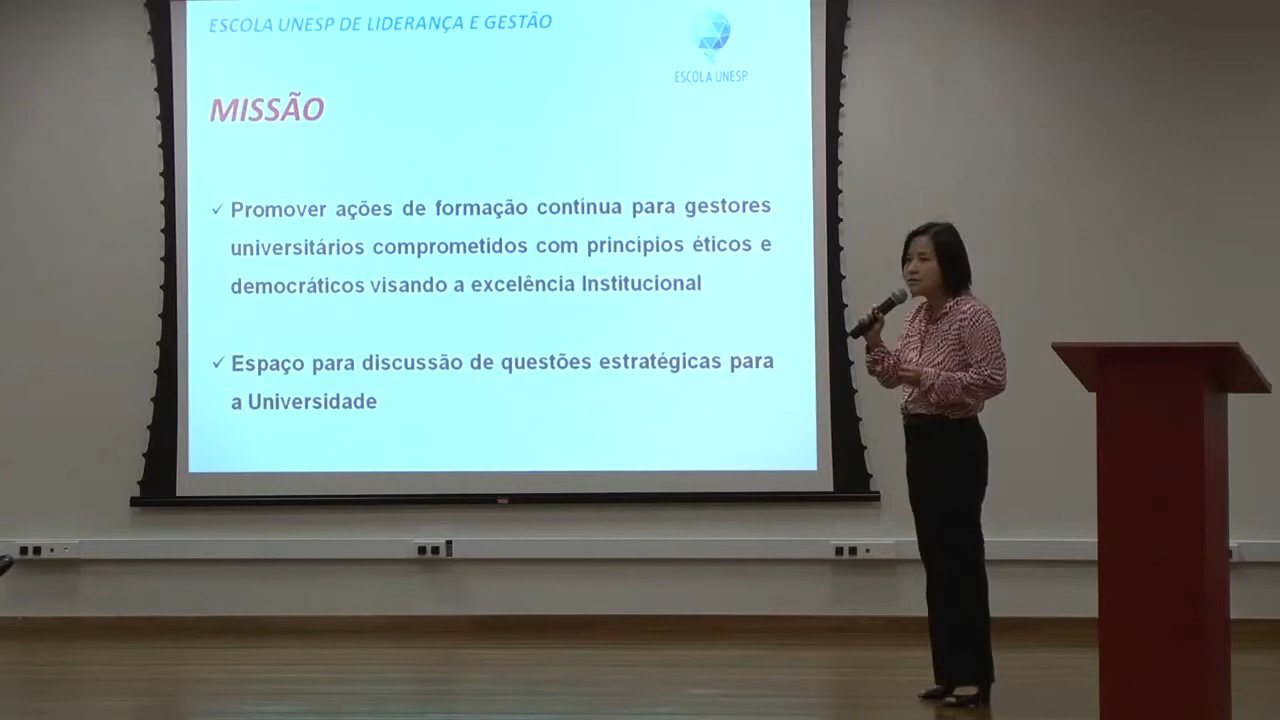 ESCOLA UNESP DE LIDERANÇA E GESTÃO
ESCOLA UNESP
MISSÃO
✓ Promover ações de formação contínua para gestores
universitários comprometidos com princípios éticos e
democráticos visando a excelência Institucional
✓ Espaço para discussão de questões estratégicas para
a Universidade